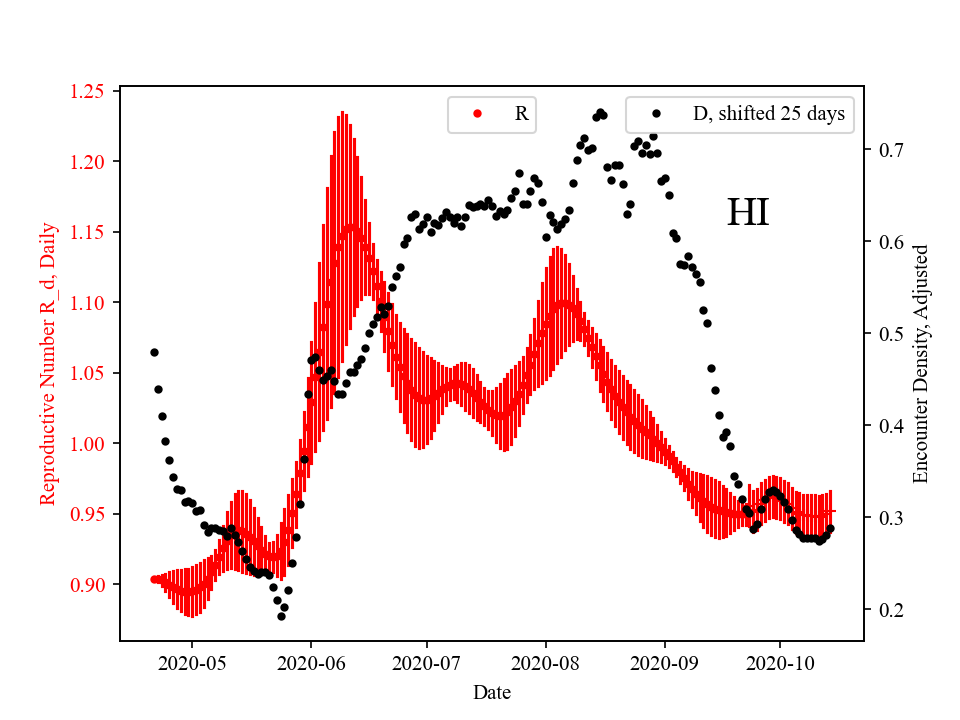 R
D, shifted 25 days
HI
Reproductive Number R_d, Daily
1.25
1.20
1.15
1.10
1.05
1.00
0.95
0.90
0.7
0.6
0.5
0.4
0.3
0.2
Encounter Density, Adjusted
2020-05 2020-06 2020-07 2020-08 2020-09 2020-10
Date